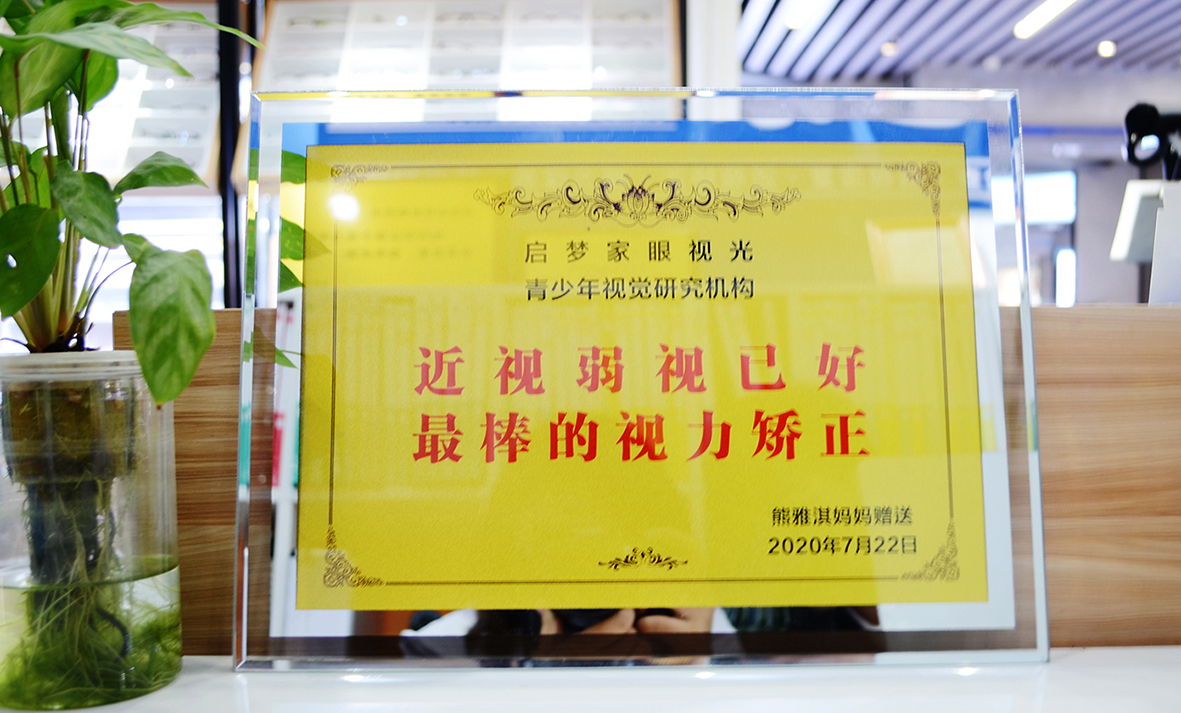 启梦家眼视光
青少年视觉研究机构
近视弱视已好
最棒的视力矫正
熊雅淇妈妈赠送
2020年7月22日